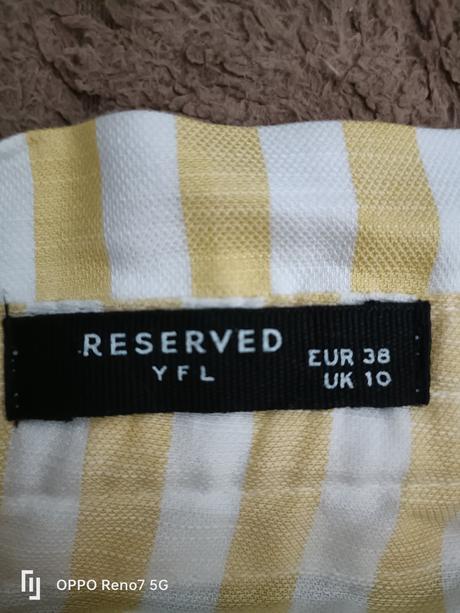 RESERVED
YFL
EUR 38
UK 10
OPPO Reno7 5G